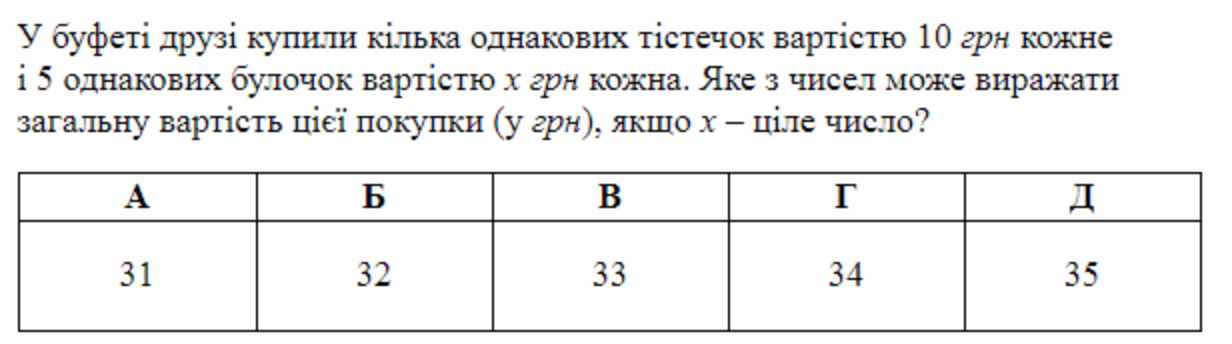 У буфеті друзі купили кілька однакових тістечок вартістю 10 грн кожне
і 5 однакових булочок вартістю x грн кожна. Яке з чисел може виражати
загальну вартість цієї покупки (у грн), якщо x – ціле число?
А Б В Г Д
31 32 33 34 35